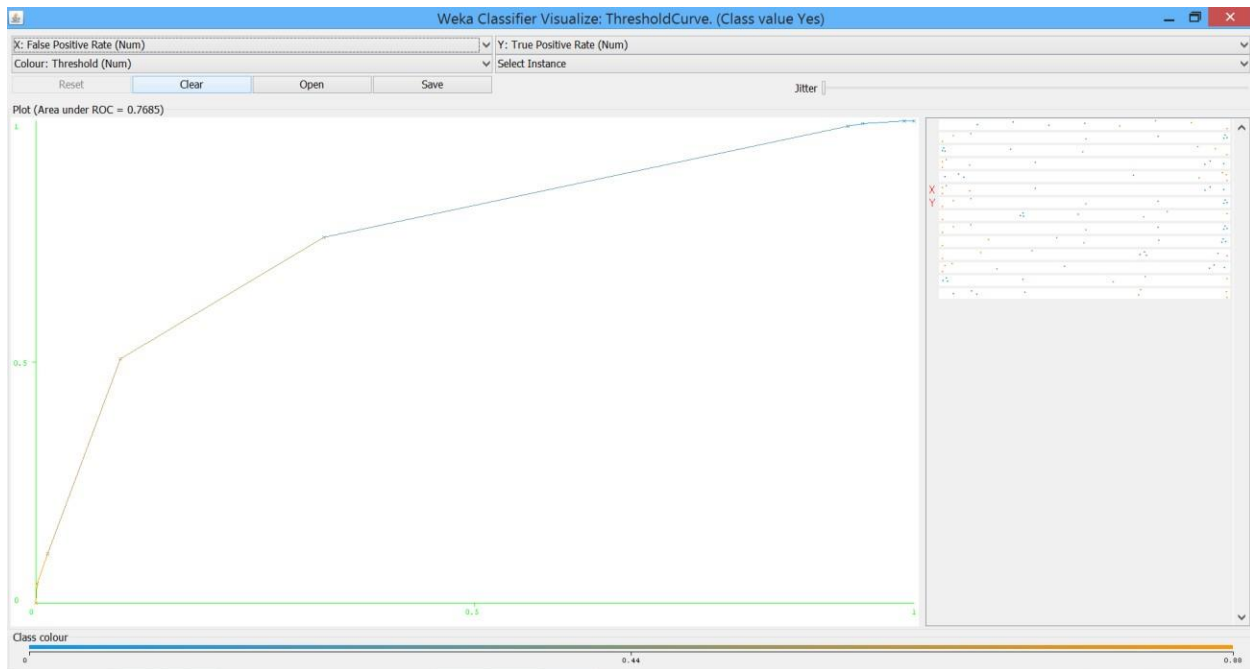 Weka Classifier Visualize: ThresholdCurve. (Class value Yes)
X: False Positive Rate (Num) Y: True Positive Rate (Num)
Colour: Threshold (Num) Select Instance
Reset Clear Open Save Jitter
Plot (Area under ROC = 0.7685)
1
X
Y
0.5
0
0 0.5 1
Class colour
0 0.44 0.88